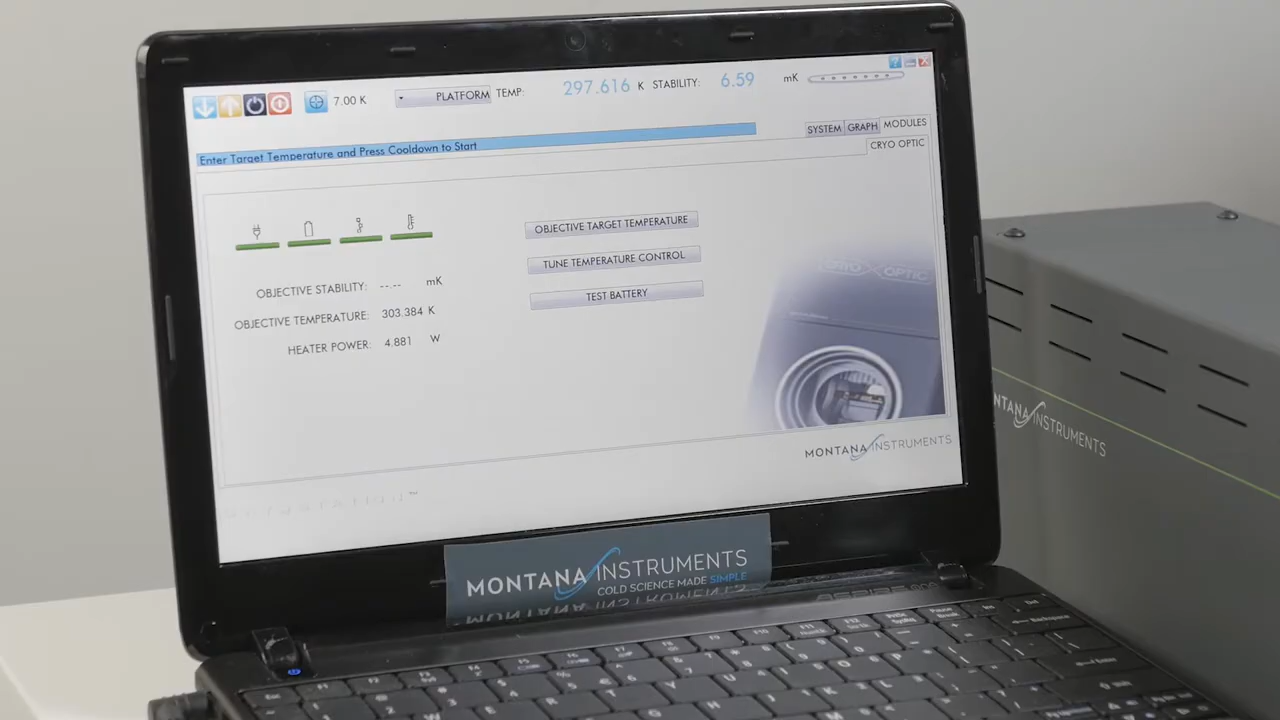 7.00 K PLATFORM TEMP: 297.616 K STABILITY: 6.59 mK
Enter Target Temperature and Press Cooldown to Start
SYSTEM GRAPH MODULES
CRYO OPTIC
OBJECTIVE TARGET TEMPERATURE
TUNE TEMPERATURE CONTROL
TEST BATTERY
OBJECTIVE STABILITY: --.-- mK
OBJECTIVE TEMPERATURE: 303.384 K
HEATER POWER: 4.881 W
CRYO OPTIC
MONTANA INSTRUMENTS
MONTANA INSTRUMENTS
COLD SCIENCE MADE SIMPLE
INSTRUMENTS